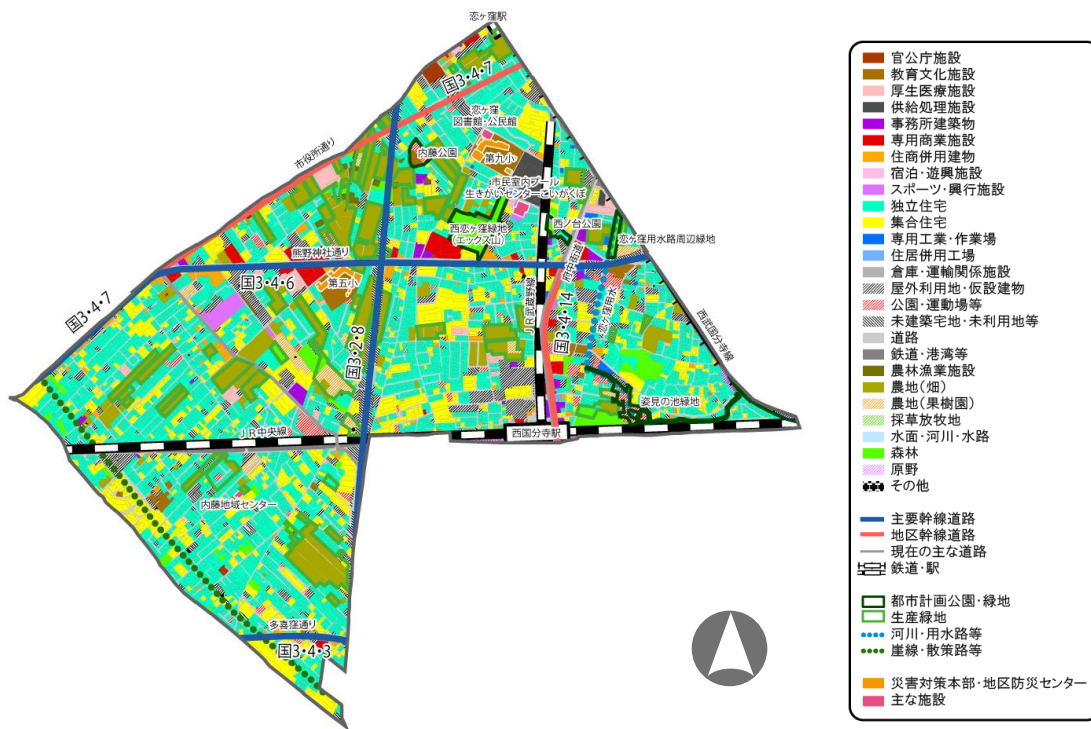 恋ヶ窪駅
国3・4・7
恋ヶ窪
図書館・公民館
市役所通り
内藤公園
第九小
市民室内プール
生きがいセンターこいがくぼ
西恋ヶ窪緑地
(エックス山)
西ノ台公園
恋ヶ窪用水路周辺緑地
熊野神社通り
府中街道
国3・4・6
第五小
国3・4・7
JR武蔵野線
国3・4・14
恋ヶ窪用水
西武国分寺線
国3・2・8
姿見の池緑地
JR中央線
西国分寺駅
内藤地域センター
多喜窪通り
国3・4・3
官公庁施設
教育文化施設
厚生医療施設
供給処理施設
事務所建築物
専用商業施設
住商併用建物
宿泊・遊興施設
スポーツ・興行施設
独立住宅
集合住宅
専用工業・作業場
住居併用工場
倉庫・運輸関係施設
屋外利用地・仮設建物
公園・運動場等
未建築宅地・未利用地等
道路
鉄道・港湾等
農林漁業施設
農地(畑)
農地(果樹園)
採草放牧地
水面・河川・水路
森林
原野
その他
主要幹線道路
地区幹線道路
現在の主な道路
鉄道・駅
都市計画公園・緑地
生産緑地
河川・用水路等
崖線・散策路等
災害対策本部・地区防災センター
主な施設